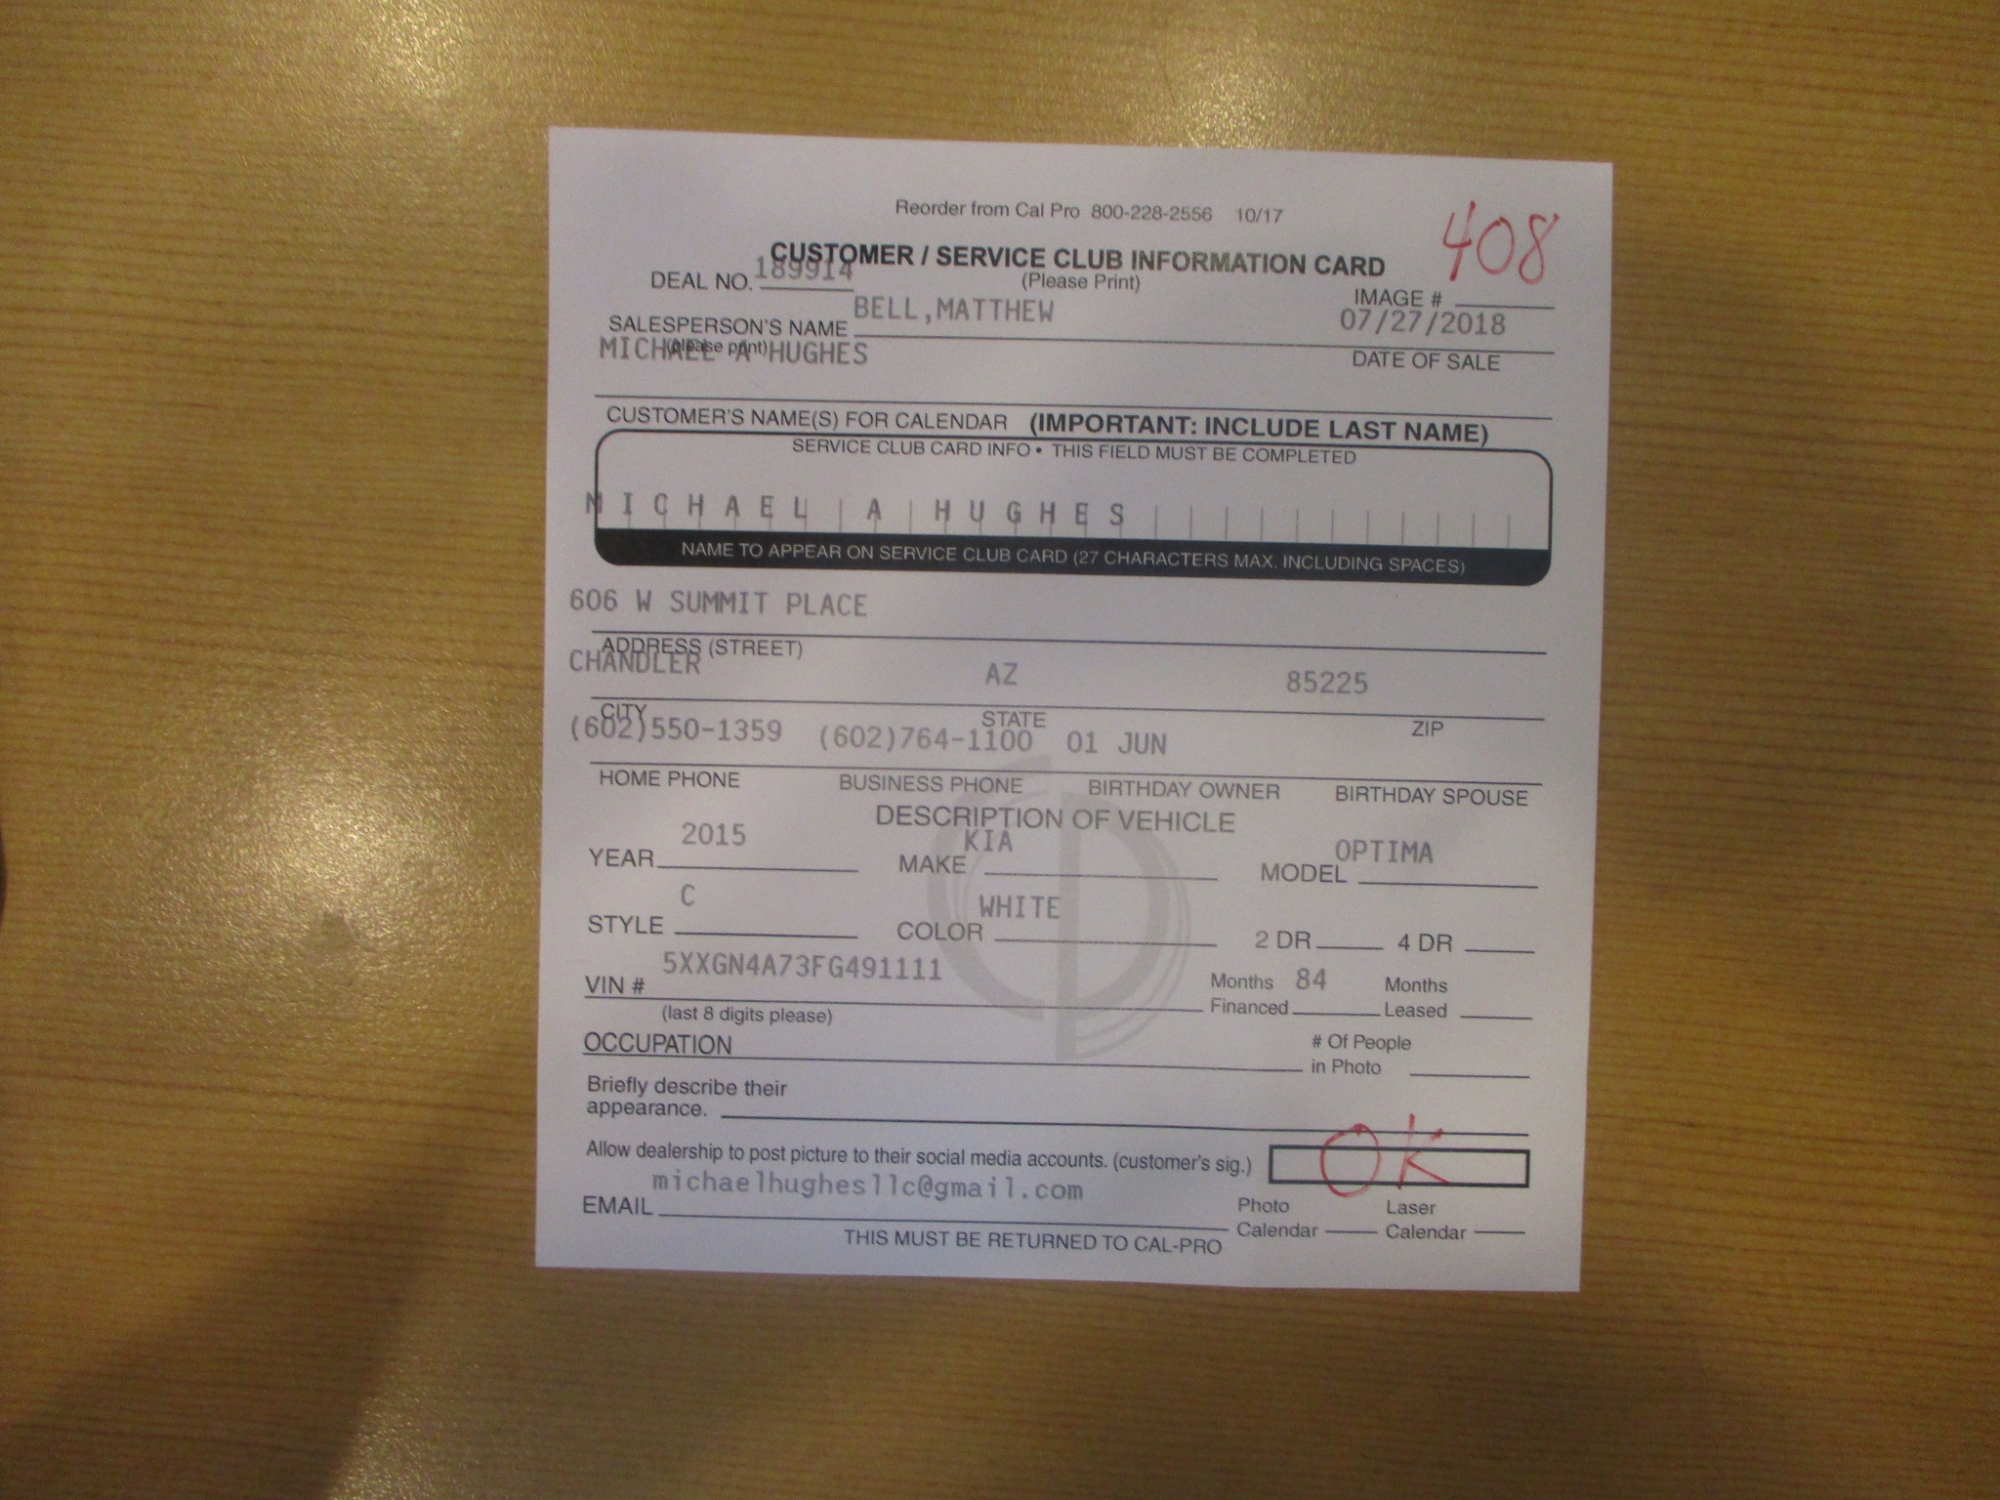 Reorder from Cal Pro 800-228-2556 10/17
408
CUSTOMER / SERVICE CLUB INFORMATION CARD
DEAL NO. 189914 (Please Print)
IMAGE #
SALESPERSON'S NAME BELL,MATTHEW 07/27/2018
(please print) DATE OF SALE
MICHAEL A HUGHES
CUSTOMER'S NAME(S) FOR CALENDAR (IMPORTANT: INCLUDE LAST NAME)
SERVICE CLUB CARD INFO • THIS FIELD MUST BE COMPLETED
MICHAEL A HUGHES
NAME TO APPEAR ON SERVICE CLUB CARD (27 CHARACTERS MAX. INCLUDING SPACES)
606 W SUMMIT PLACE
ADDRESS (STREET)
CHANDLER AZ 85225
CITY STATE ZIP
(602)550-1359 (602)764-1100 01 JUN
HOME PHONE BUSINESS PHONE BIRTHDAY OWNER BIRTHDAY SPOUSE
DESCRIPTION OF VEHICLE
YEAR 2015 MAKE KIA MODEL OPTIMA
STYLE C COLOR WHITE 2 DR 4 DR
VIN # 5XXGN4A73FG491111 Months Financed 84 Months Leased
(last 8 digits please)
OCCUPATION # Of People in Photo
Briefly describe their
appearance.
Allow dealership to post picture to their social media accounts. (customer's sig.) OK
EMAIL michaelhughesllc@gmail.com Photo Calendar Laser Calendar
THIS MUST BE RETURNED TO CAL-PRO